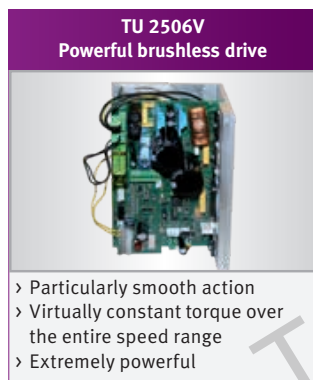 TU 2506V
Powerful brushless drive
> Particularly smooth action
> Virtually constant torque over
the entire speed range
> Extremely powerful
T